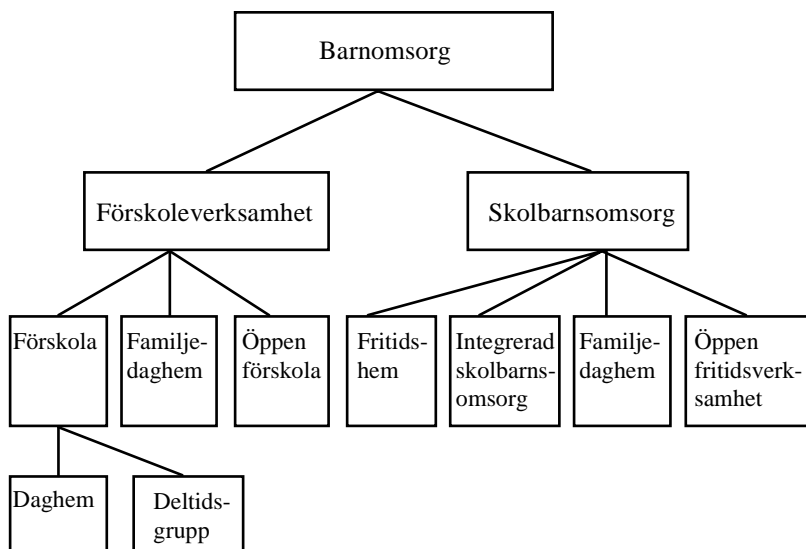 Barnomsorg
Förskoleverksamhet
Skolbarnsomsorg
Förskola
Familje-
daghem
Öppen
förskola
Fritids-
hem
Integrerad
skolbarns-
omsorg
Familje-
daghem
Öppen
fritidsverk-
samhet
Daghem
Deltids-
grupp